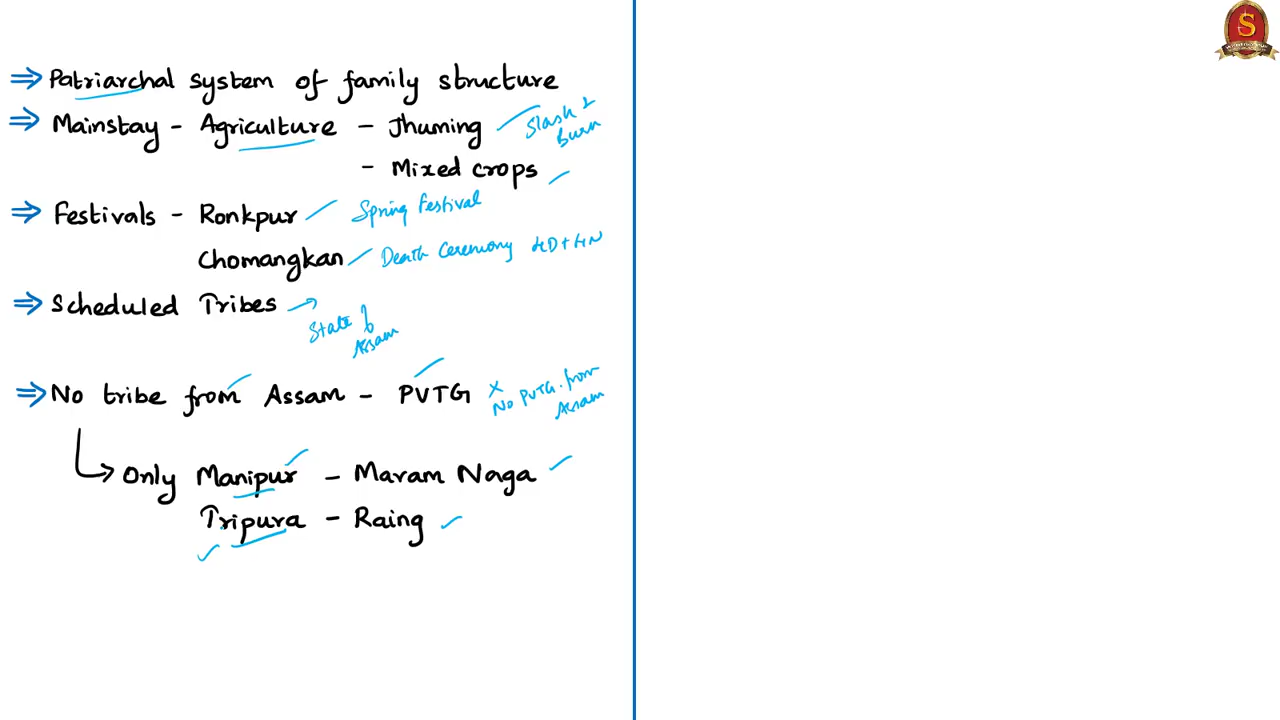 ⇒ Patriarchal system of family structure
⇒ Mainstay - Agriculture - Jhuming Slash & Burn
- Mixed crops
⇒ Festivals - Ronkpur Spring Festival
Chomangkan Death Ceremony 4D+4N
⇒ Scheduled Tribes →
State of
Assam
⇒ No tribe from Assam - PVTG x No PVTG. from
Assam
Only Manipur - Maram Naga
Tripura - Raing
S